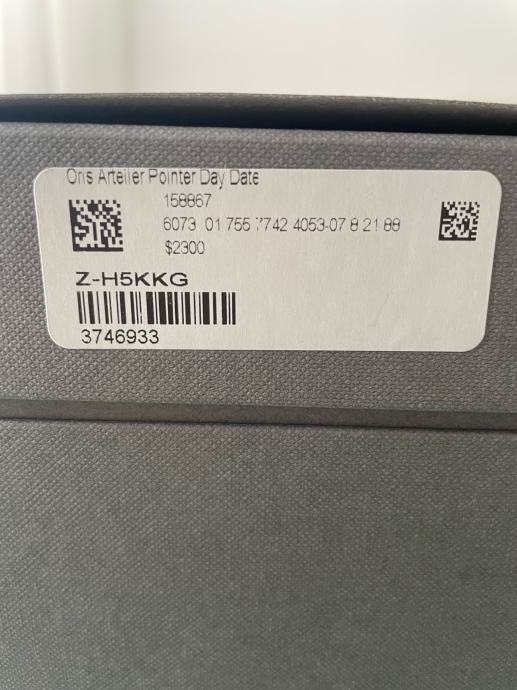 Oris Artelier Pointer Day Date
158867
6073 01 755 7742 4053-07 8 21 88
$2300
Z-H5KKG
3746933